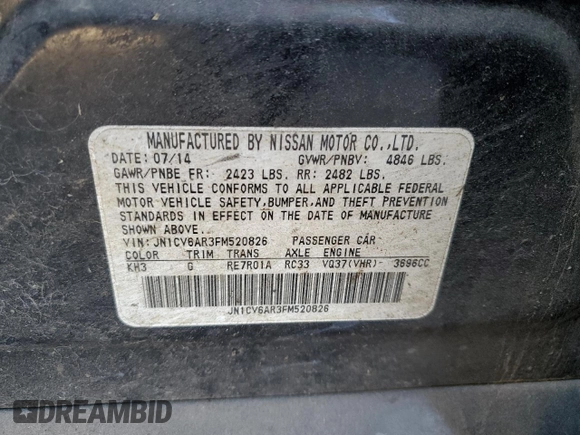 MANUFACTURED BY NISSAN MOTOR CO.,LTD.
DATE: 07/14 GVWR/PNBV: 4846 LBS.
GAWR/PNBE FR: 2423 LBS. RR: 2482 LBS.
THIS VEHICLE CONFORMS TO ALL APPLICABLE FEDERAL
MOTOR VEHICLE SAFETY,BUMPER,AND THEFT PREVENTION
STANDARDS IN EFFECT ON THE DATE OF MANUFACTURE
SHOWN ABOVE.
VIN: JN1CV6AR3FM520826 PASSENGER CAR
COLOR TRIM TRANS AXLE ENGINE
KH3 G RE7R01A RC33 VQ37(VHR)- 3696CC
JN1CV6AR3FM520826
DREAMBID